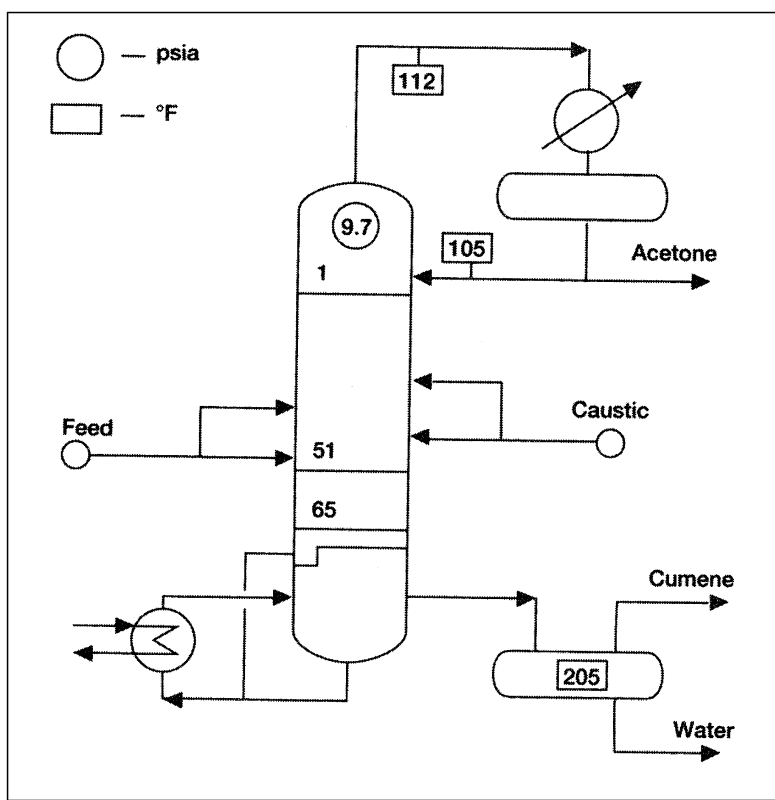 — psia
— °F
112
9.7
105
Acetone
1
Feed
Caustic
51
65
Cumene
205
Water